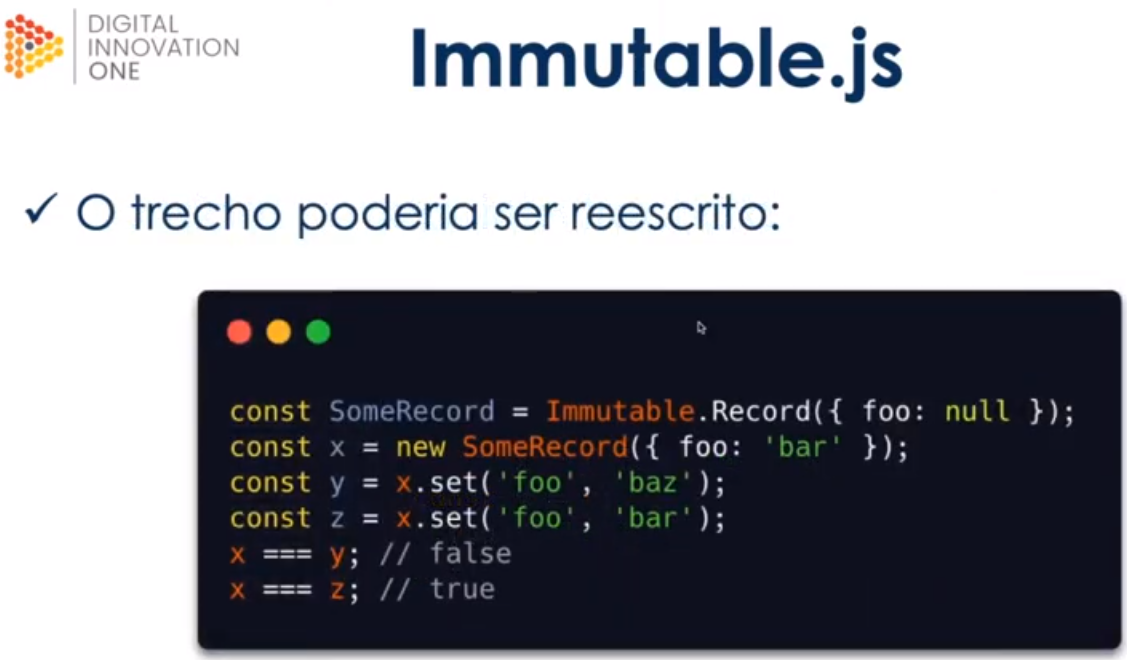 DIGITAL
INNOVATION
ONE
Immutable.js
✓ O trecho poderia ser reescrito:
const SomeRecord = Immutable.Record({ foo: null });
const x = new SomeRecord({ foo: 'bar' });
const y = x.set('foo', 'baz');
const z = x.set('foo', 'bar');
x === y; // false
x === z; // true